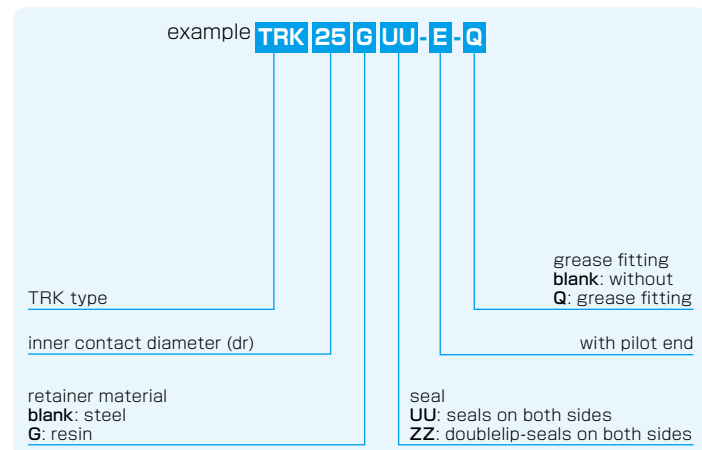 example TRK 25 G UU-E-Q
grease fitting
blank: without
Q: grease fitting
TRK type
inner contact diameter (dr)
with pilot end
retainer material
blank: steel
G: resin
seal
UU: seals on both sides
ZZ: doublelip-seals on both sides